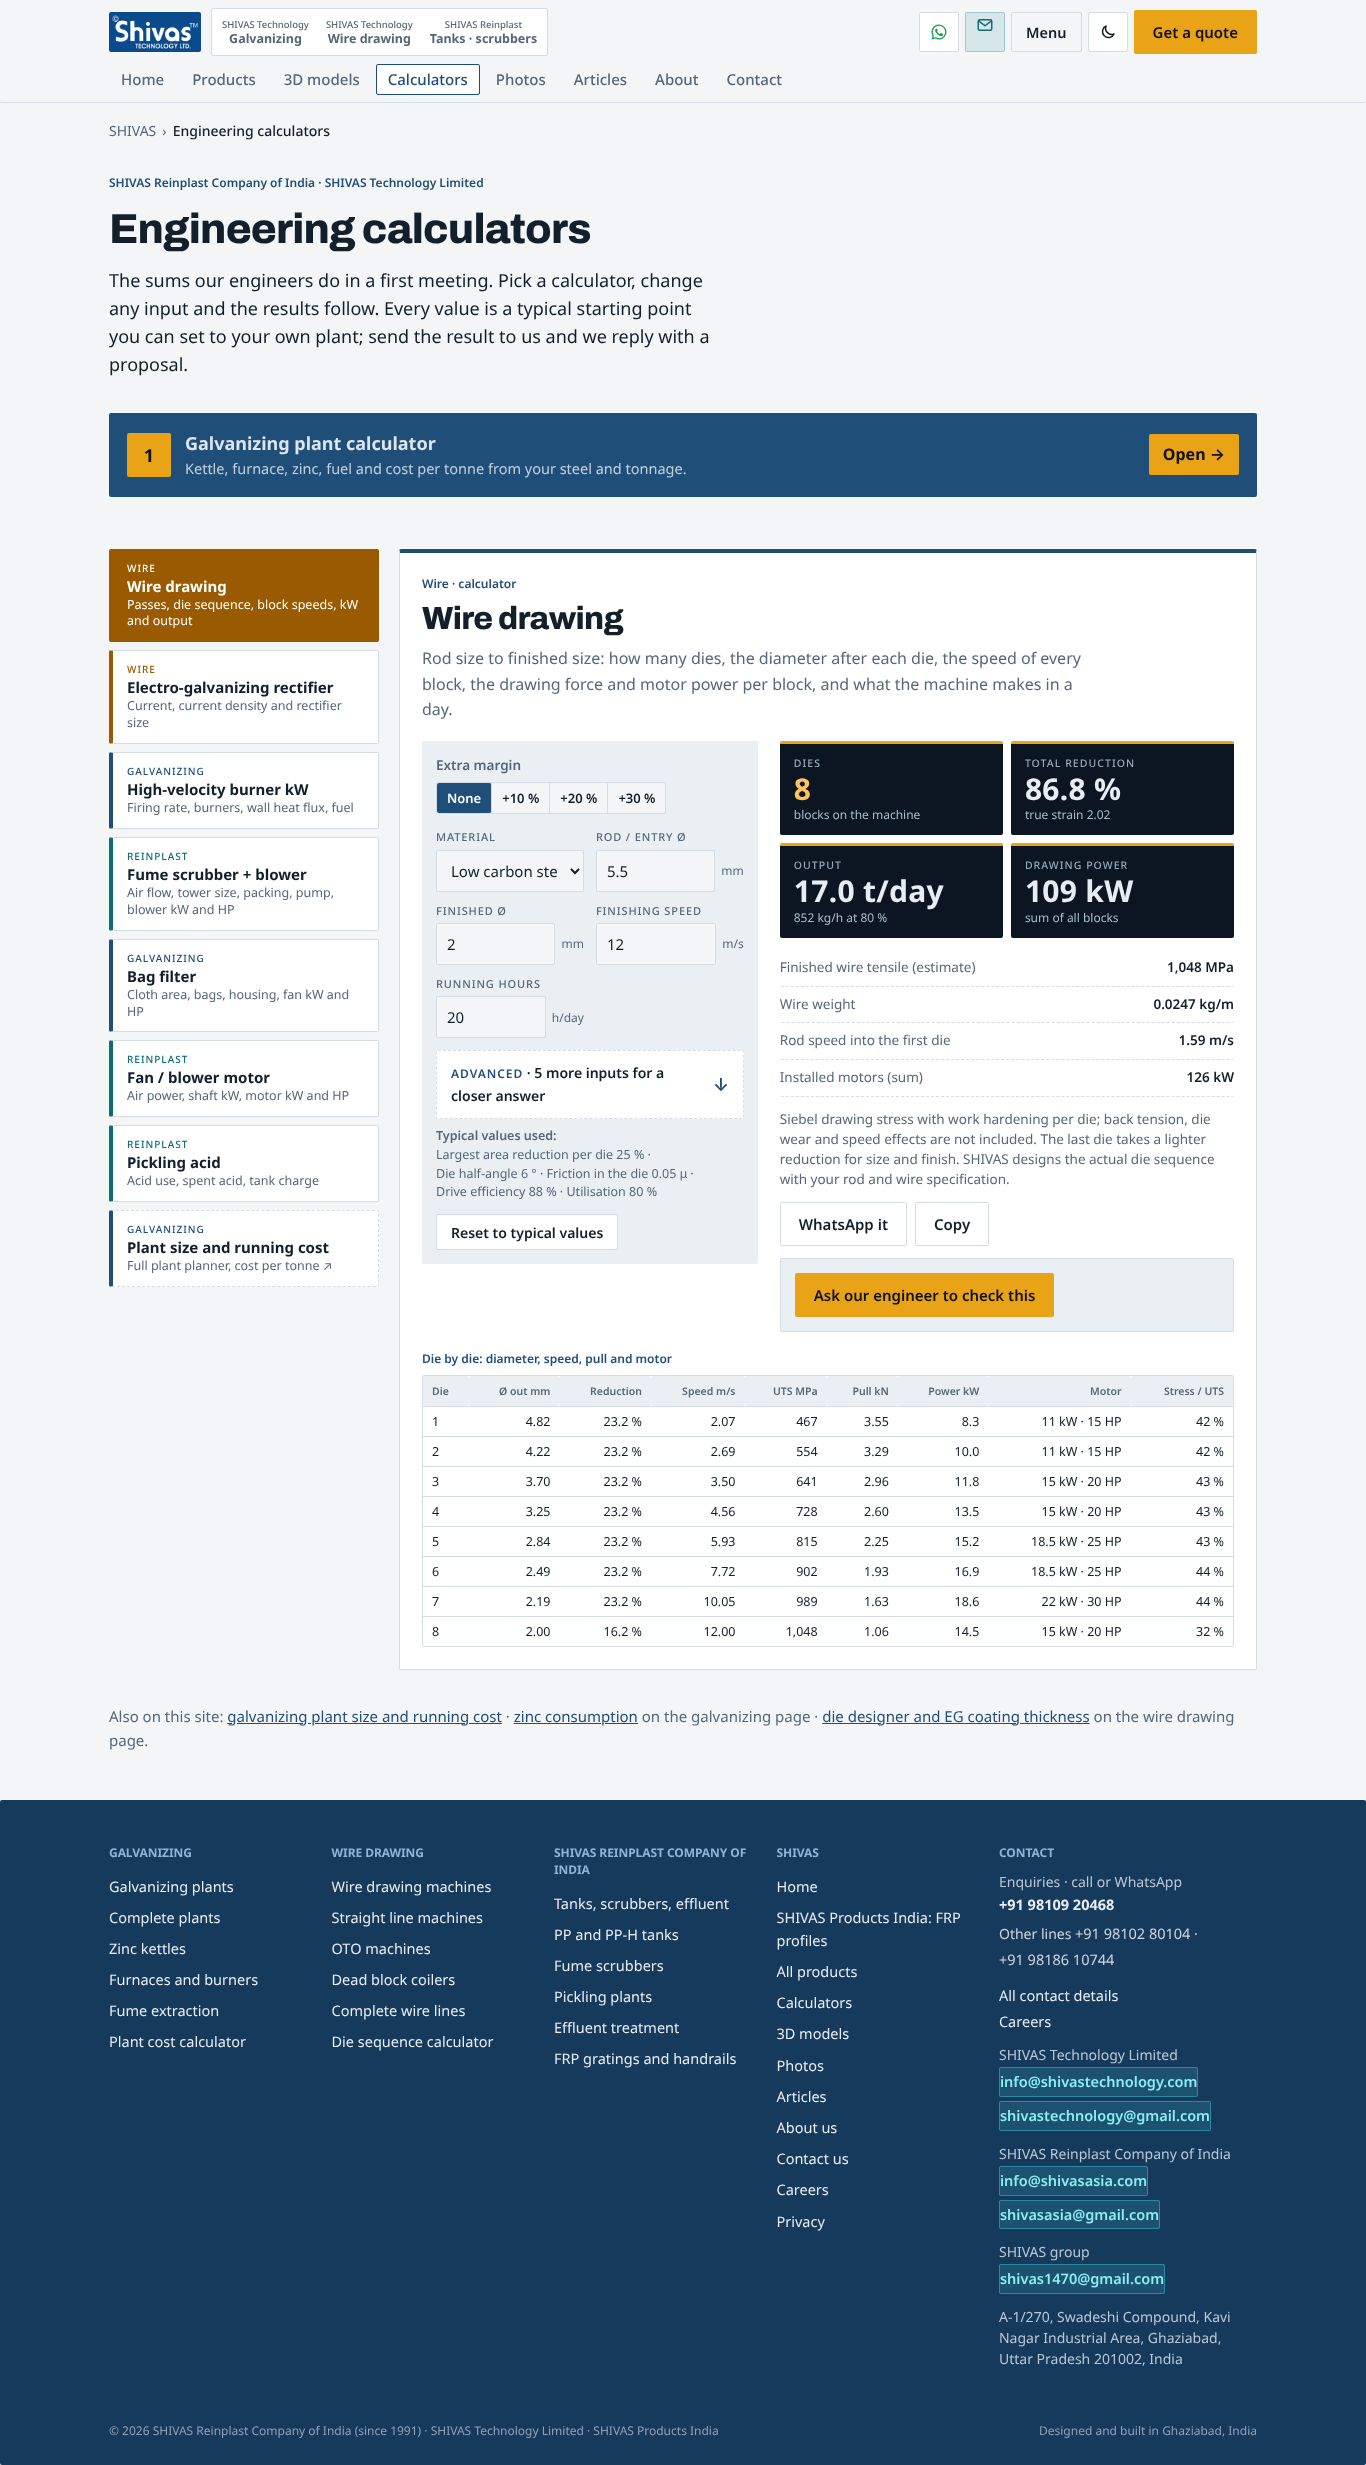 Shivas TM
TECHNOLOGY LTD.
SHIVAS Technology
Galvanizing
SHIVAS Technology
Wire drawing
SHIVAS Reinplast
Tanks · scrubbers
Menu
Get a quote
Home
Products
3D models
Calculators
Photos
Articles
About
Contact
SHIVAS › Engineering calculators
SHIVAS Reinplast Company of India · SHIVAS Technology Limited
Engineering calculators
The sums our engineers do in a first meeting. Pick a calculator, change
any input and the results follow. Every value is a typical starting point
you can set to your own plant; send the result to us and we reply with a
proposal.
1
Galvanizing plant calculator
Kettle, furnace, zinc, fuel and cost per tonne from your steel and tonnage.
Open →
WIRE
Wire drawing
Passes, die sequence, block speeds, kW
and output
WIRE
Electro-galvanizing rectifier
Current, current density and rectifier
size
GALVANIZING
High-velocity burner kW
Firing rate, burners, wall heat flux, fuel
REINPLAST
Fume scrubber + blower
Air flow, tower size, packing, pump,
blower kW and HP
GALVANIZING
Bag filter
Cloth area, bags, housing, fan kW and
HP
REINPLAST
Fan / blower motor
Air power, shaft kW, motor kW and HP
REINPLAST
Pickling acid
Acid use, spent acid, tank charge
GALVANIZING
Plant size and running cost
Full plant planner, cost per tonne ↗
Wire · calculator
Wire drawing
Rod size to finished size: how many dies, the diameter after each die, the speed of every
block, the drawing force and motor power per block, and what the machine makes in a
day.
Extra margin
None +10 % +20 % +30 %
MATERIAL
Low carbon ste
ROD / ENTRY Ø
5.5 mm
FINISHED Ø
2 mm
FINISHING SPEED
12 m/s
RUNNING HOURS
20 h/day
ADVANCED · 5 more inputs for a
closer answer ↓
Typical values used:
Largest area reduction per die 25 % ·
Die half-angle 6 ° · Friction in the die 0.05 µ ·
Drive efficiency 88 % · Utilisation 80 %
Reset to typical values
DIES
8
blocks on the machine
TOTAL REDUCTION
86.8 %
true strain 2.02
OUTPUT
17.0 t/day
852 kg/h at 80 %
DRAWING POWER
109 kW
sum of all blocks
Finished wire tensile (estimate) 1,048 MPa
Wire weight 0.0247 kg/m
Rod speed into the first die 1.59 m/s
Installed motors (sum) 126 kW
Siebel drawing stress with work hardening per die; back tension, die
wear and speed effects are not included. The last die takes a lighter
reduction for size and finish. SHIVAS designs the actual die sequence
with your rod and wire specification.
WhatsApp it
Copy
Ask our engineer to check this
Die by die: diameter, speed, pull and motor
Die Ø out mm Reduction Speed m/s UTS MPa Pull kN Power kW Motor Stress / UTS
1 4.82 23.2 % 2.07 467 3.55 8.3 11 kW · 15 HP 42 %
2 4.22 23.2 % 2.69 554 3.29 10.0 11 kW · 15 HP 42 %
3 3.70 23.2 % 3.50 641 2.96 11.8 15 kW · 20 HP 43 %
4 3.25 23.2 % 4.56 728 2.60 13.5 15 kW · 20 HP 43 %
5 2.84 23.2 % 5.93 815 2.25 15.2 18.5 kW · 25 HP 43 %
6 2.49 23.2 % 7.72 902 1.93 16.9 18.5 kW · 25 HP 44 %
7 2.19 23.2 % 10.05 989 1.63 18.6 22 kW · 30 HP 44 %
8 2.00 16.2 % 12.00 1,048 1.06 14.5 15 kW · 20 HP 32 %
Also on this site: galvanizing plant size and running cost · zinc consumption on the galvanizing page · die designer and EG coating thickness on the wire drawing
page.
GALVANIZING
Galvanizing plants
Complete plants
Zinc kettles
Furnaces and burners
Fume extraction
Plant cost calculator
WIRE DRAWING
Wire drawing machines
Straight line machines
OTO machines
Dead block coilers
Complete wire lines
Die sequence calculator
SHIVAS REINPLAST COMPANY OF
INDIA
Tanks, scrubbers, effluent
PP and PP-H tanks
Fume scrubbers
Pickling plants
Effluent treatment
FRP gratings and handrails
SHIVAS
Home
SHIVAS Products India: FRP
profiles
All products
Calculators
3D models
Photos
Articles
About us
Contact us
Careers
Privacy
CONTACT
Enquiries · call or WhatsApp
+91 98109 20468
Other lines +91 98102 80104 ·
+91 98186 10744
All contact details
Careers
SHIVAS Technology Limited
info@shivastechnology.com
shivastechnology@gmail.com
SHIVAS Reinplast Company of India
info@shivasasia.com
shivasasia@gmail.com
SHIVAS group
shivas1470@gmail.com
A-1/270, Swadeshi Compound, Kavi
Nagar Industrial Area, Ghaziabad,
Uttar Pradesh 201002, India
© 2026 SHIVAS Reinplast Company of India (since 1991) · SHIVAS Technology Limited · SHIVAS Products India
Designed and built in Ghaziabad, India